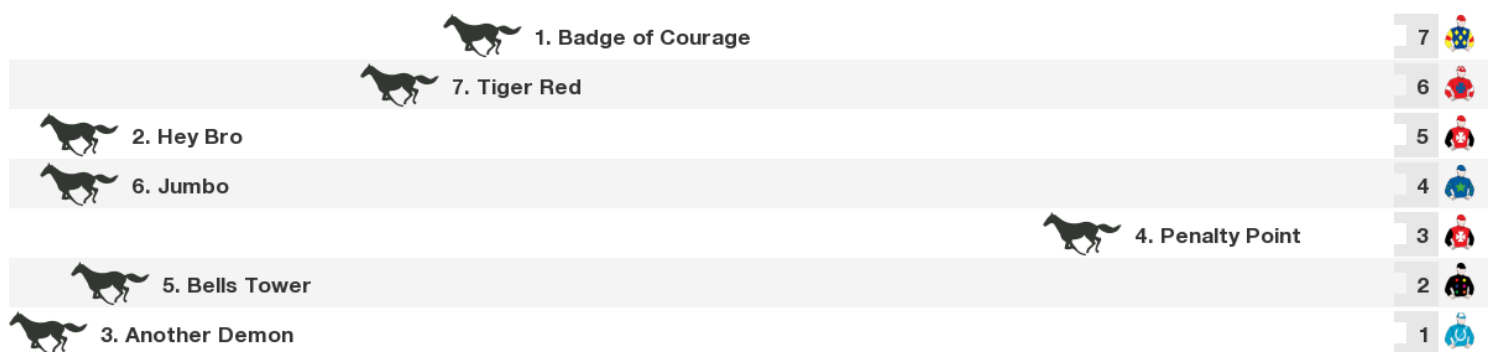 1. Badge of Courage 7
7. Tiger Red 6
2. Hey Bro 5
6. Jumbo 4
4. Penalty Point 3
5. Bells Tower 2
3. Another Demon 1